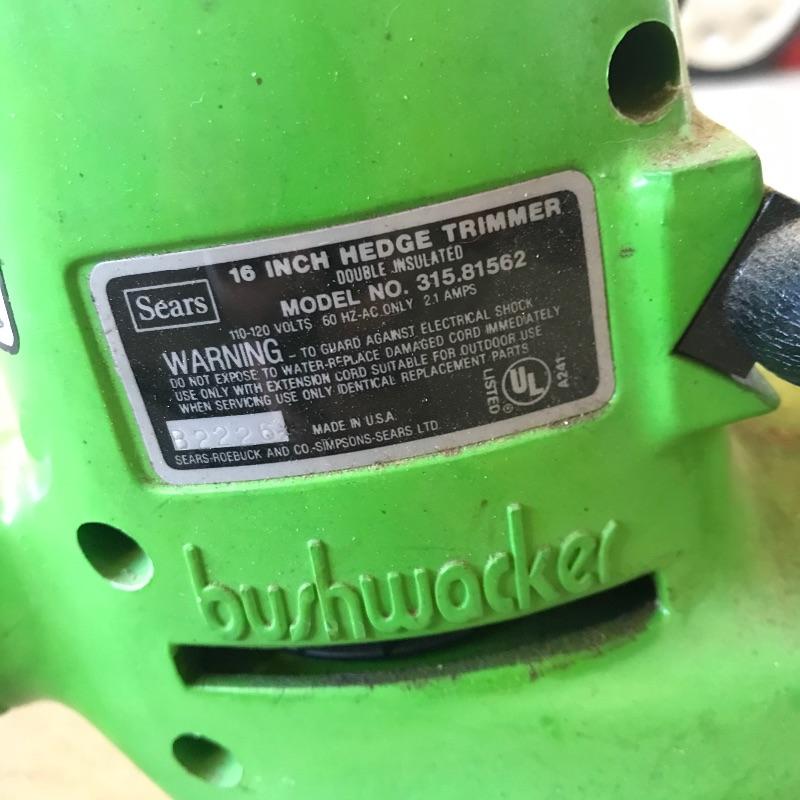 16 INCH HEDGE TRIMMER
DOUBLE INSULATED
Sears
MODEL NO. 315.81562
110-120 VOLTS 60 HZ-AC ONLY 2.1 AMPS
WARNING - TO GUARD AGAINST ELECTRICAL SHOCK
DO NOT EXPOSE TO WATER-REPLACE DAMAGED CORD IMMEDIATELY
USE ONLY WITH EXTENSION CORD SUITABLE FOR OUTDOOR USE
WHEN SERVICING USE ONLY IDENTICAL REPLACEMENT PARTS
LISTED
UL
®
A241
MADE IN U.S.A.
SEARS-ROEBUCK AND CO.-SIMPSONS-SEARS LTD.
bushwacker